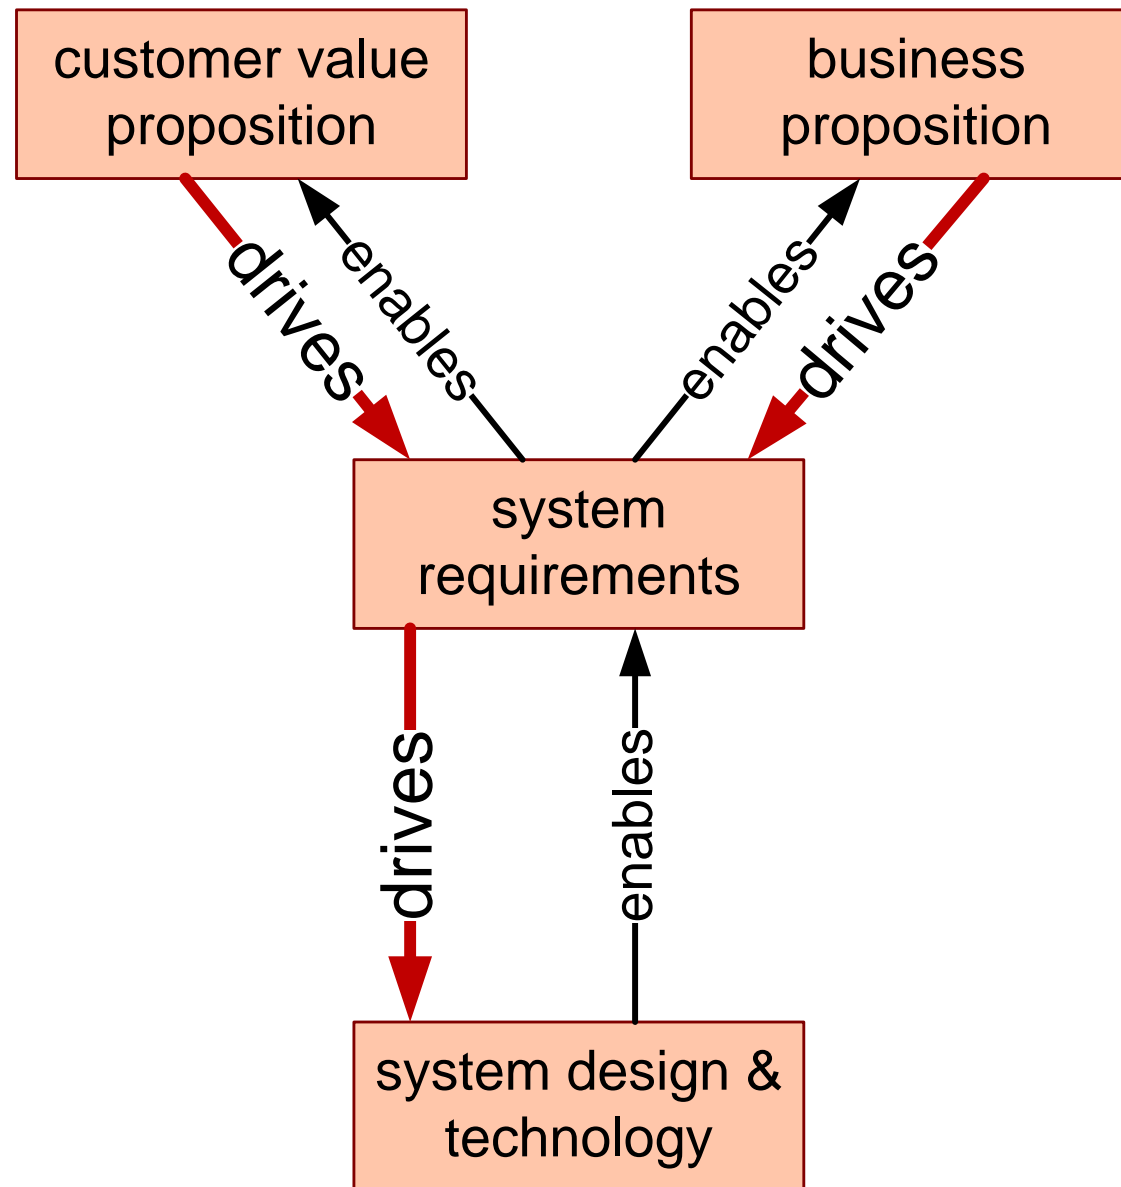 customer value
proposition
business
proposition
drives
enables
enables
drives
system
requirements
drives
enables
system design &
technology